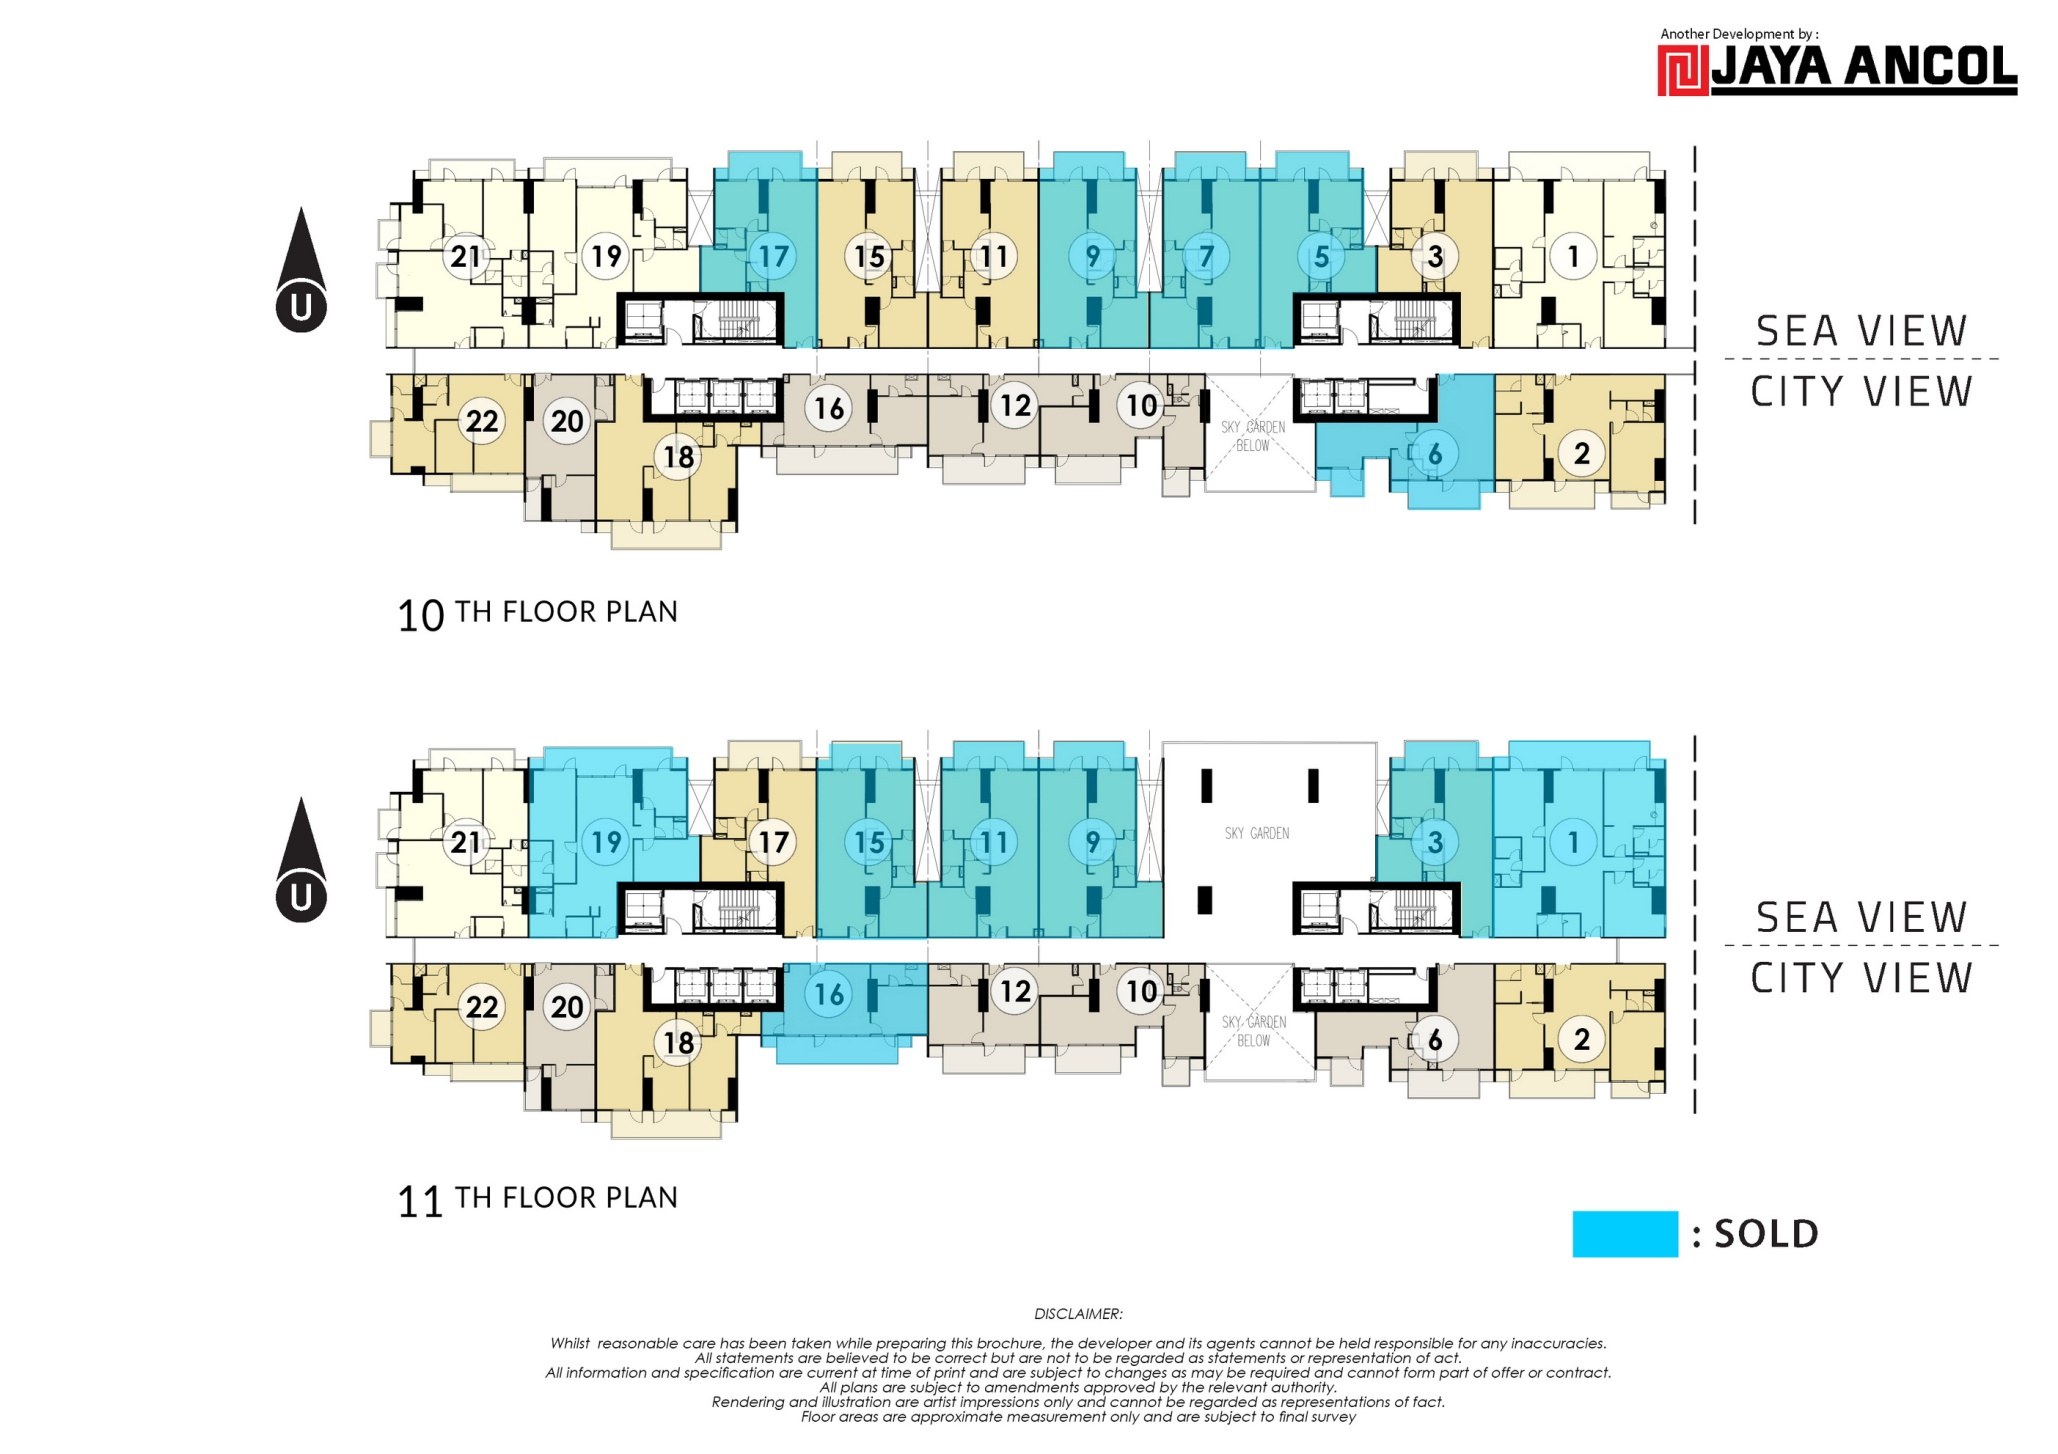 Another Development by :
JAYA ANCOL
21 19 17 15 11 9 7 5 3 1
U
SEA VIEW
CITY VIEW
22 20 18 16 12 10 6 2
SKY GARDEN
BELOW
10 TH FLOOR PLAN
21 19 17 15 11 9 3 1
SKY GARDEN
U
SEA VIEW
CITY VIEW
22 20 18 16 12 10 6 2
SKY GARDEN
BELOW
11 TH FLOOR PLAN
: SOLD
DISCLAIMER:
Whilst reasonable care has been taken while preparing this brochure, the developer and its agents cannot be held responsible for any inaccuracies.
All statements are believed to be correct but are not to be regarded as statements or representation of act.
All information and specification are current at time of print and are subject to changes as may be required and cannot form part of offer or contract.
All plans are subject to amendments approved by the relevant authority.
Rendering and illustration are artist impressions only and cannot be regarded as representations of fact.
Floor areas are approximate measurement only and are subject to final survey